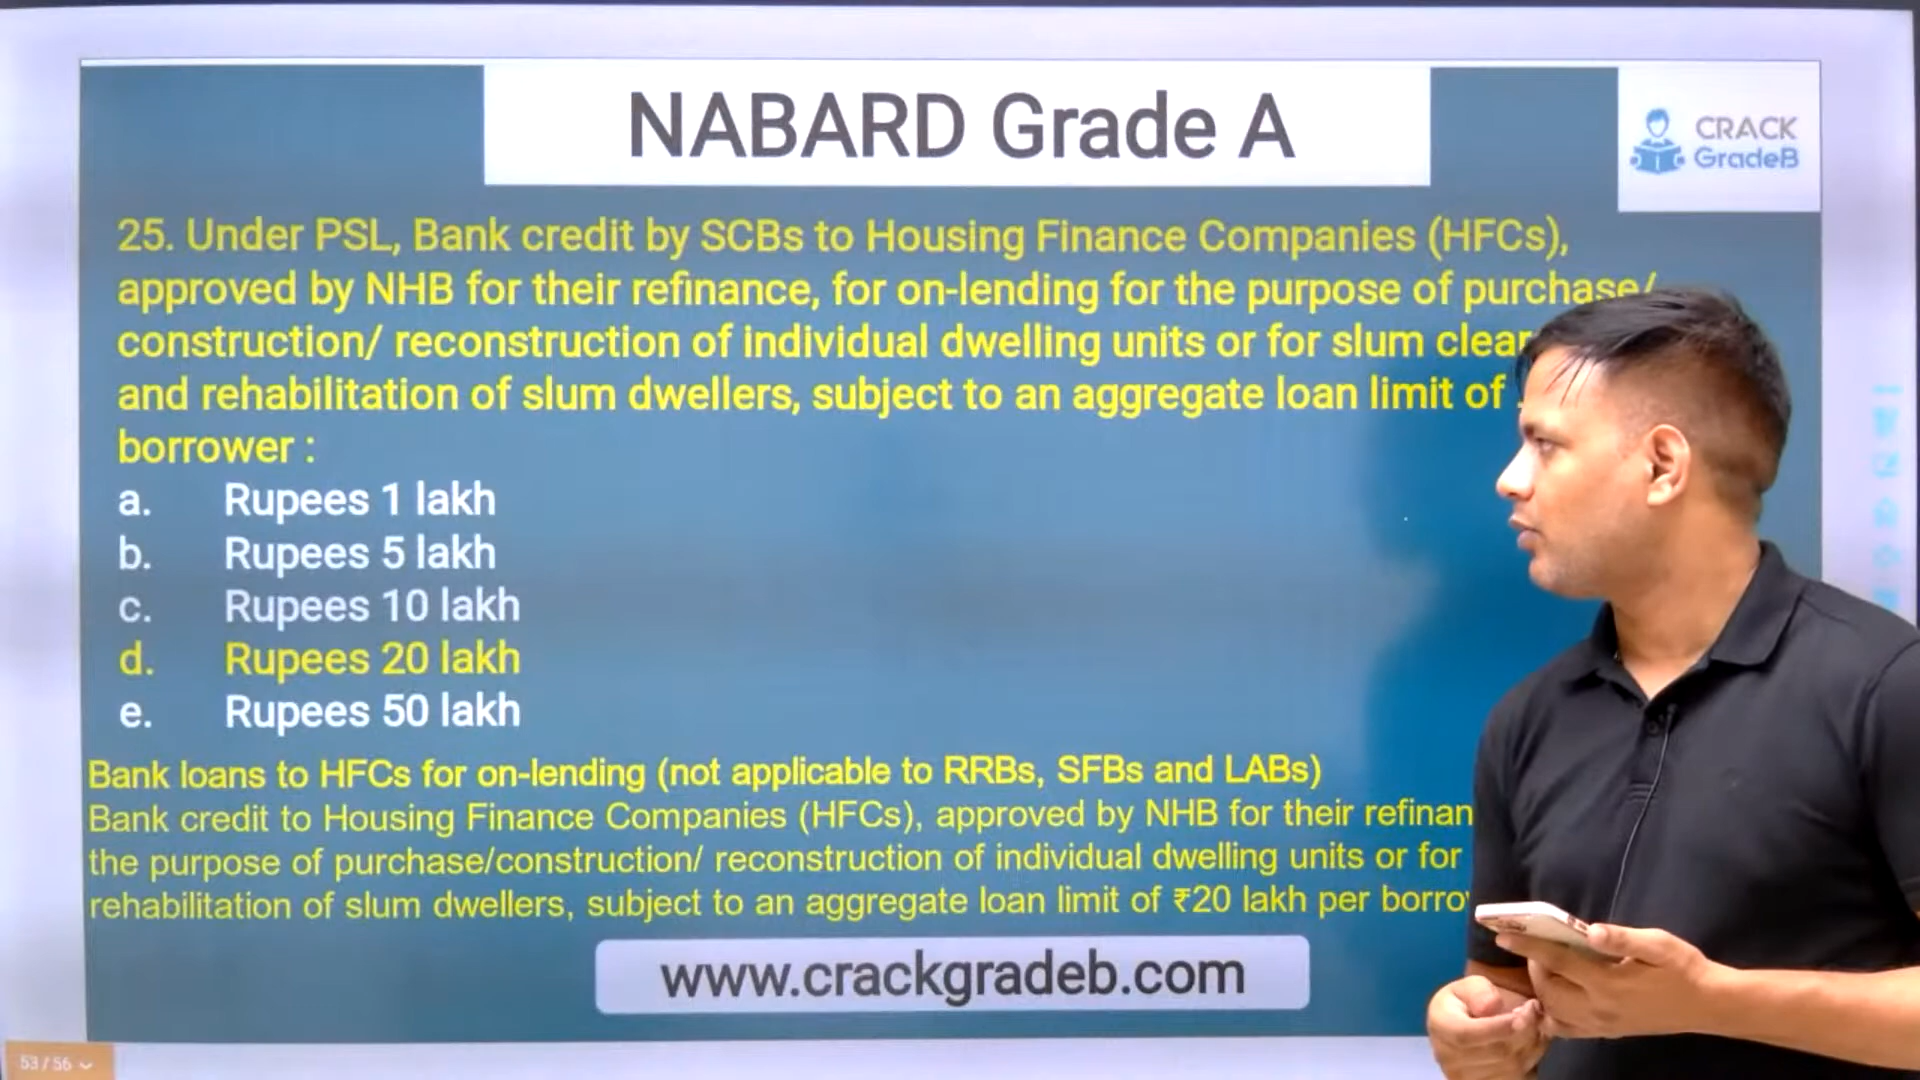 NABARD Grade A
CRACK
GradeB
25. Under PSL, Bank credit by SCBs to Housing Finance Companies (HFCs),
approved by NHB for their refinance, for on-lending for the purpose of purchase/
construction/ reconstruction of individual dwelling units or for slum clear
and rehabilitation of slum dwellers, subject to an aggregate loan limit of
borrower :
a. Rupees 1 lakh
b. Rupees 5 lakh
c. Rupees 10 lakh
d. Rupees 20 lakh
e. Rupees 50 lakh
Bank loans to HFCs for on-lending (not applicable to RRBs, SFBs and LABs)
Bank credit to Housing Finance Companies (HFCs), approved by NHB for their refinan
the purpose of purchase/construction/ reconstruction of individual dwelling units or for
rehabilitation of slum dwellers, subject to an aggregate loan limit of ₹20 lakh per borro
www.crackgradeb.com
53 / 56